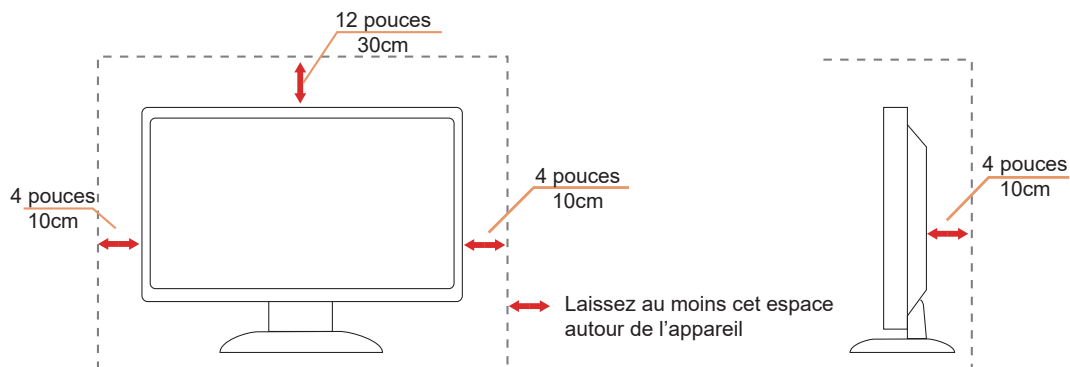 12 pouces
30cm
4 pouces
10cm
4 pouces
10cm
4 pouces
10cm
Laissez au moins cet espace
autour de l’appareil